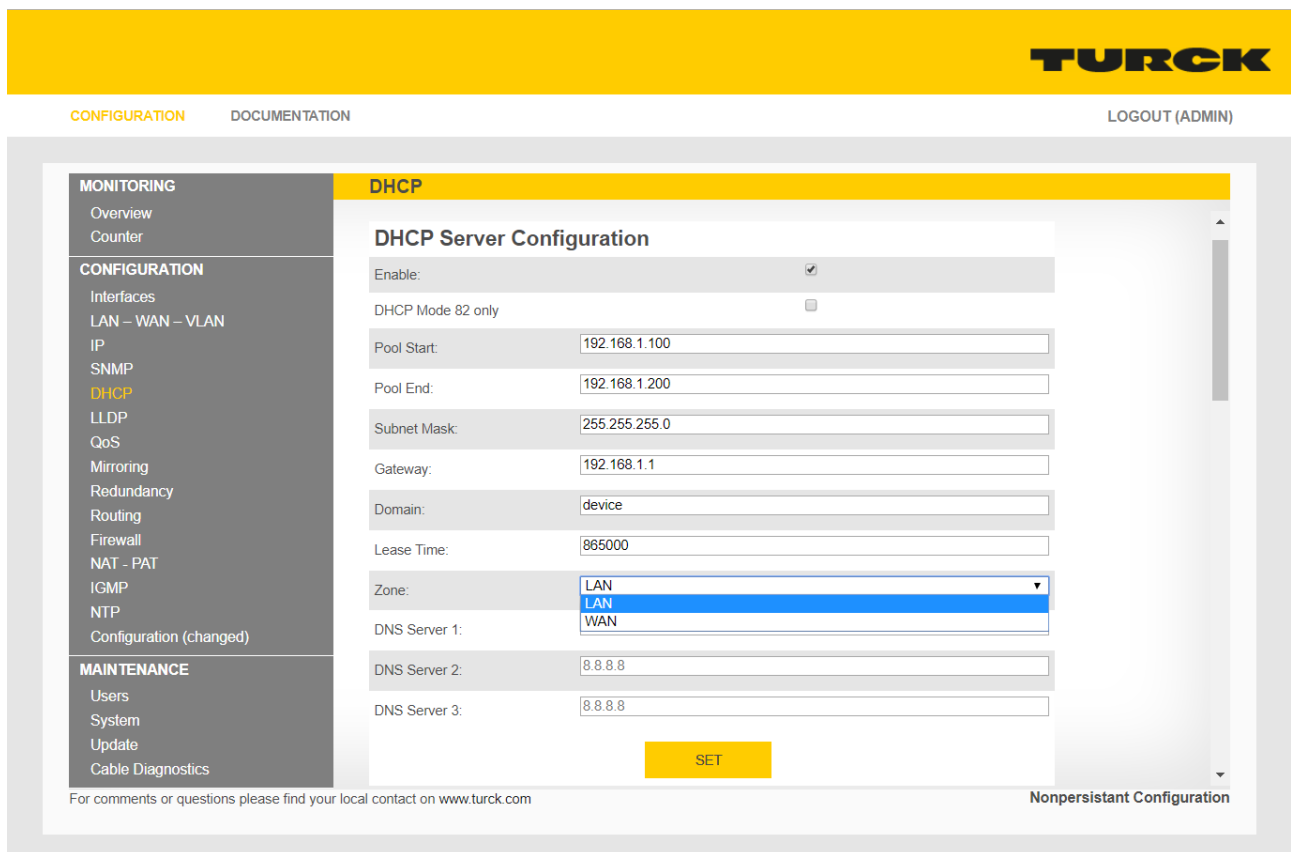 TURCK
CONFIGURATION DOCUMENTATION LOGOUT (ADMIN)
MONITORING
Overview
Counter
CONFIGURATION
Interfaces
LAN – WAN – VLAN
IP
SNMP
DHCP
LLDP
QoS
Mirroring
Redundancy
Routing
Firewall
NAT - PAT
IGMP
NTP
Configuration (changed)
MAINTENANCE
Users
System
Update
Cable Diagnostics
DHCP
DHCP Server Configuration
Enable:
DHCP Mode 82 only
Pool Start: 192.168.1.100
Pool End: 192.168.1.200
Subnet Mask: 255.255.255.0
Gateway: 192.168.1.1
Domain: device
Lease Time: 865000
Zone: LAN
LAN
WAN
DNS Server 1:
DNS Server 2: 8.8.8.8
DNS Server 3: 8.8.8.8
SET
For comments or questions please find your local contact on www.turck.com
Nonpersistant Configuration